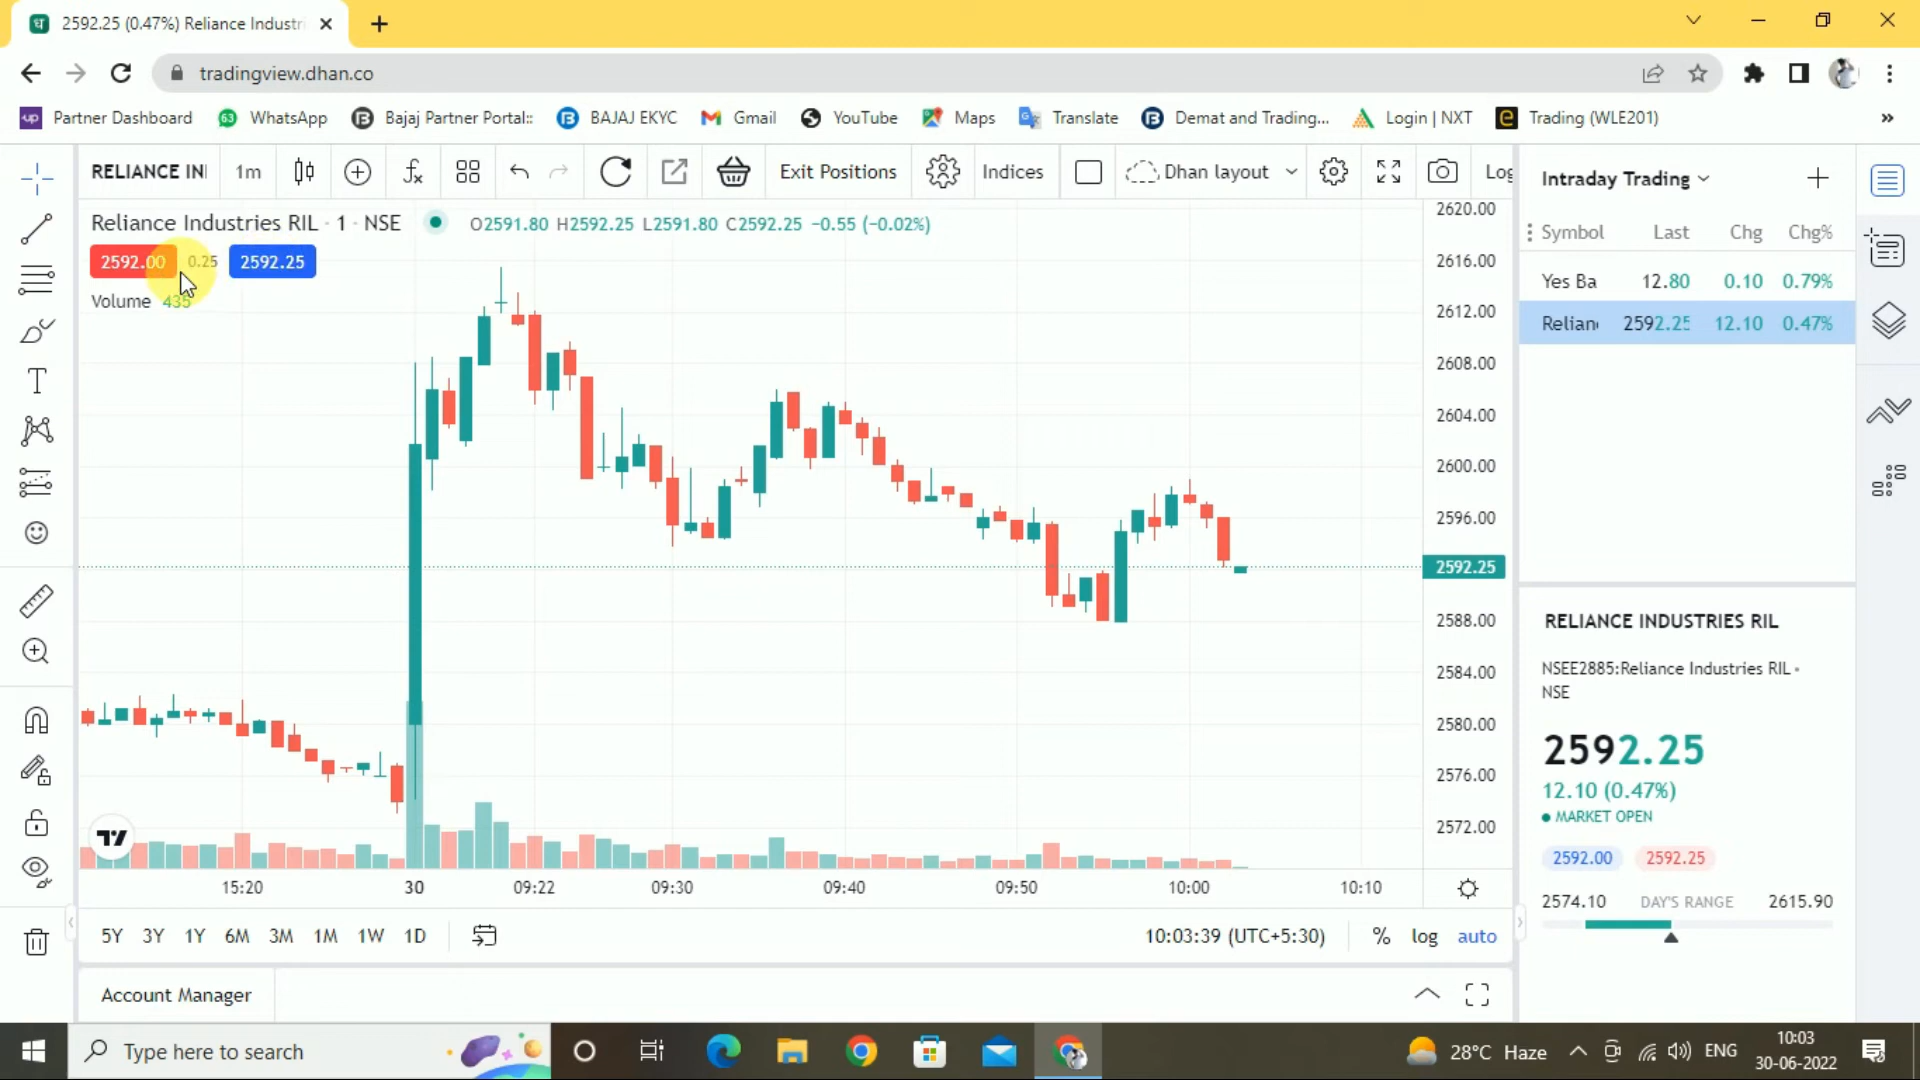 2592.25 (0.47%) Reliance Industri
tradingview.dhan.co
Partner Dashboard WhatsApp Bajaj Partner Portal:: BAJAJ EKYC Gmail YouTube Maps Translate Demat and Trading... Login | NXT Trading (WLE201) »
RELIANCE IN 1m Exit Positions Indices Dhan layout Log
Reliance Industries RIL · 1 · NSE O2591.80 H2592.25 L2591.80 C2592.25 −0.55 (−0.02%)
2592.00 0.25 2592.25
Volume 435
2620.00
2616.00
2612.00
2608.00
2604.00
2600.00
2596.00
2592.25
2588.00
2584.00
2580.00
2576.00
2572.00
15:20 30 09:22 09:30 09:40 09:50 10:00 10:10
5Y 3Y 1Y 6M 3M 1M 1W 1D 10:03:39 (UTC+5:30) % log auto
Account Manager
Intraday Trading
Symbol Last Chg Chg%
Yes Ba 12.80 0.10 0.79%
Relian 2592.25 12.10 0.47%
RELIANCE INDUSTRIES RIL
NSEE2885:Reliance Industries RIL •
NSE
2592.25
12.10 (0.47%)
MARKET OPEN
2592.00 2592.25
2574.10 DAY'S RANGE 2615.90
Type here to search
28°C Haze ENG
10:03
30-06-2022